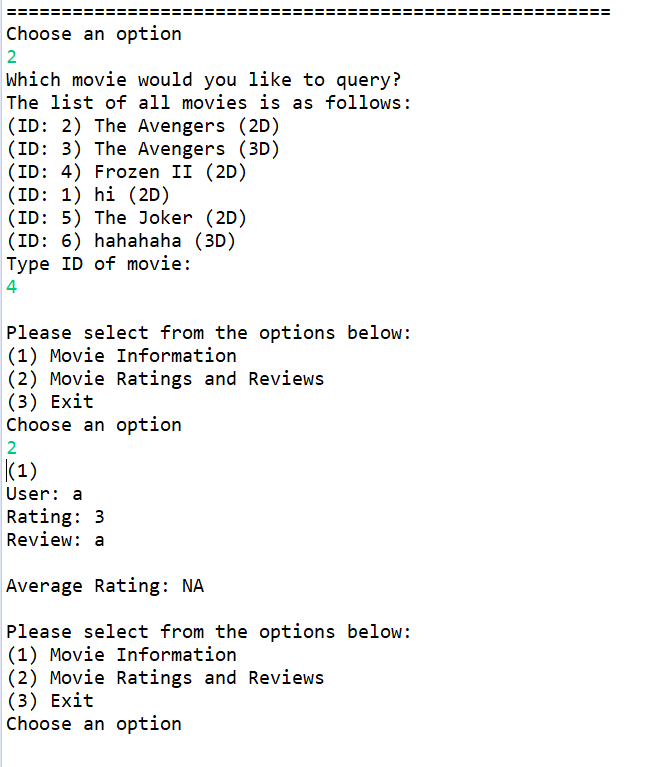 =======================================================
Choose an option
2
Which movie would you like to query?
The list of all movies is as follows:
(ID: 2) The Avengers (2D)
(ID: 3) The Avengers (3D)
(ID: 4) Frozen II (2D)
(ID: 1) hi (2D)
(ID: 5) The Joker (2D)
(ID: 6) hahahaha (3D)
Type ID of movie:
4
Please select from the options below:
(1) Movie Information
(2) Movie Ratings and Reviews
(3) Exit
Choose an option
2
(1)
User: a
Rating: 3
Review: a
Average Rating: NA
Please select from the options below:
(1) Movie Information
(2) Movie Ratings and Reviews
(3) Exit
Choose an option